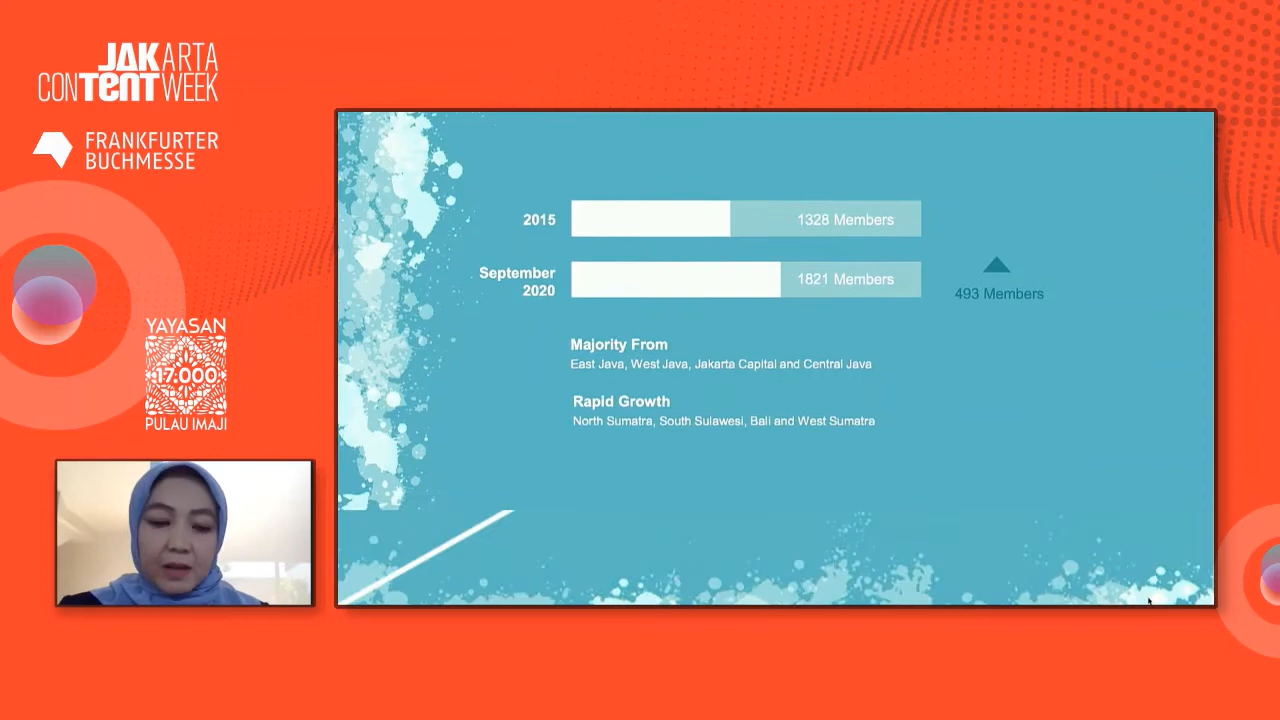 JAKARTA
CONTENT WEEK
FRANKFURTER
BUCHMESSE
YAYASAN
17.000
PULAU IMAJI
2015
1328 Members
September
2020
1821 Members
493 Members
Majority From
East Java, West Java, Jakarta Capital and Central Java
Rapid Growth
North Sumatra, South Sulawesi, Bali and West Sumatra